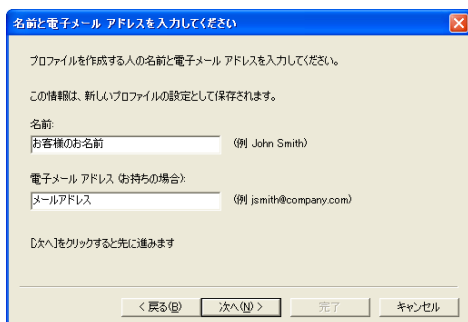 名前と電子メール アドレスを入力してください
プロファイルを作成する人の名前と電子メール アドレスを入力してください。
この情報は、新しいプロファイルの設定として保存されます。
名前:
お客様のお名前 (例 John Smith)
電子メール アドレス (お持ちの場合):
メールアドレス (例 jsmith@company.com)
[次へ]をクリックすると先に進みます
< 戻る(B) 次へ(N) > 完了 キャンセル